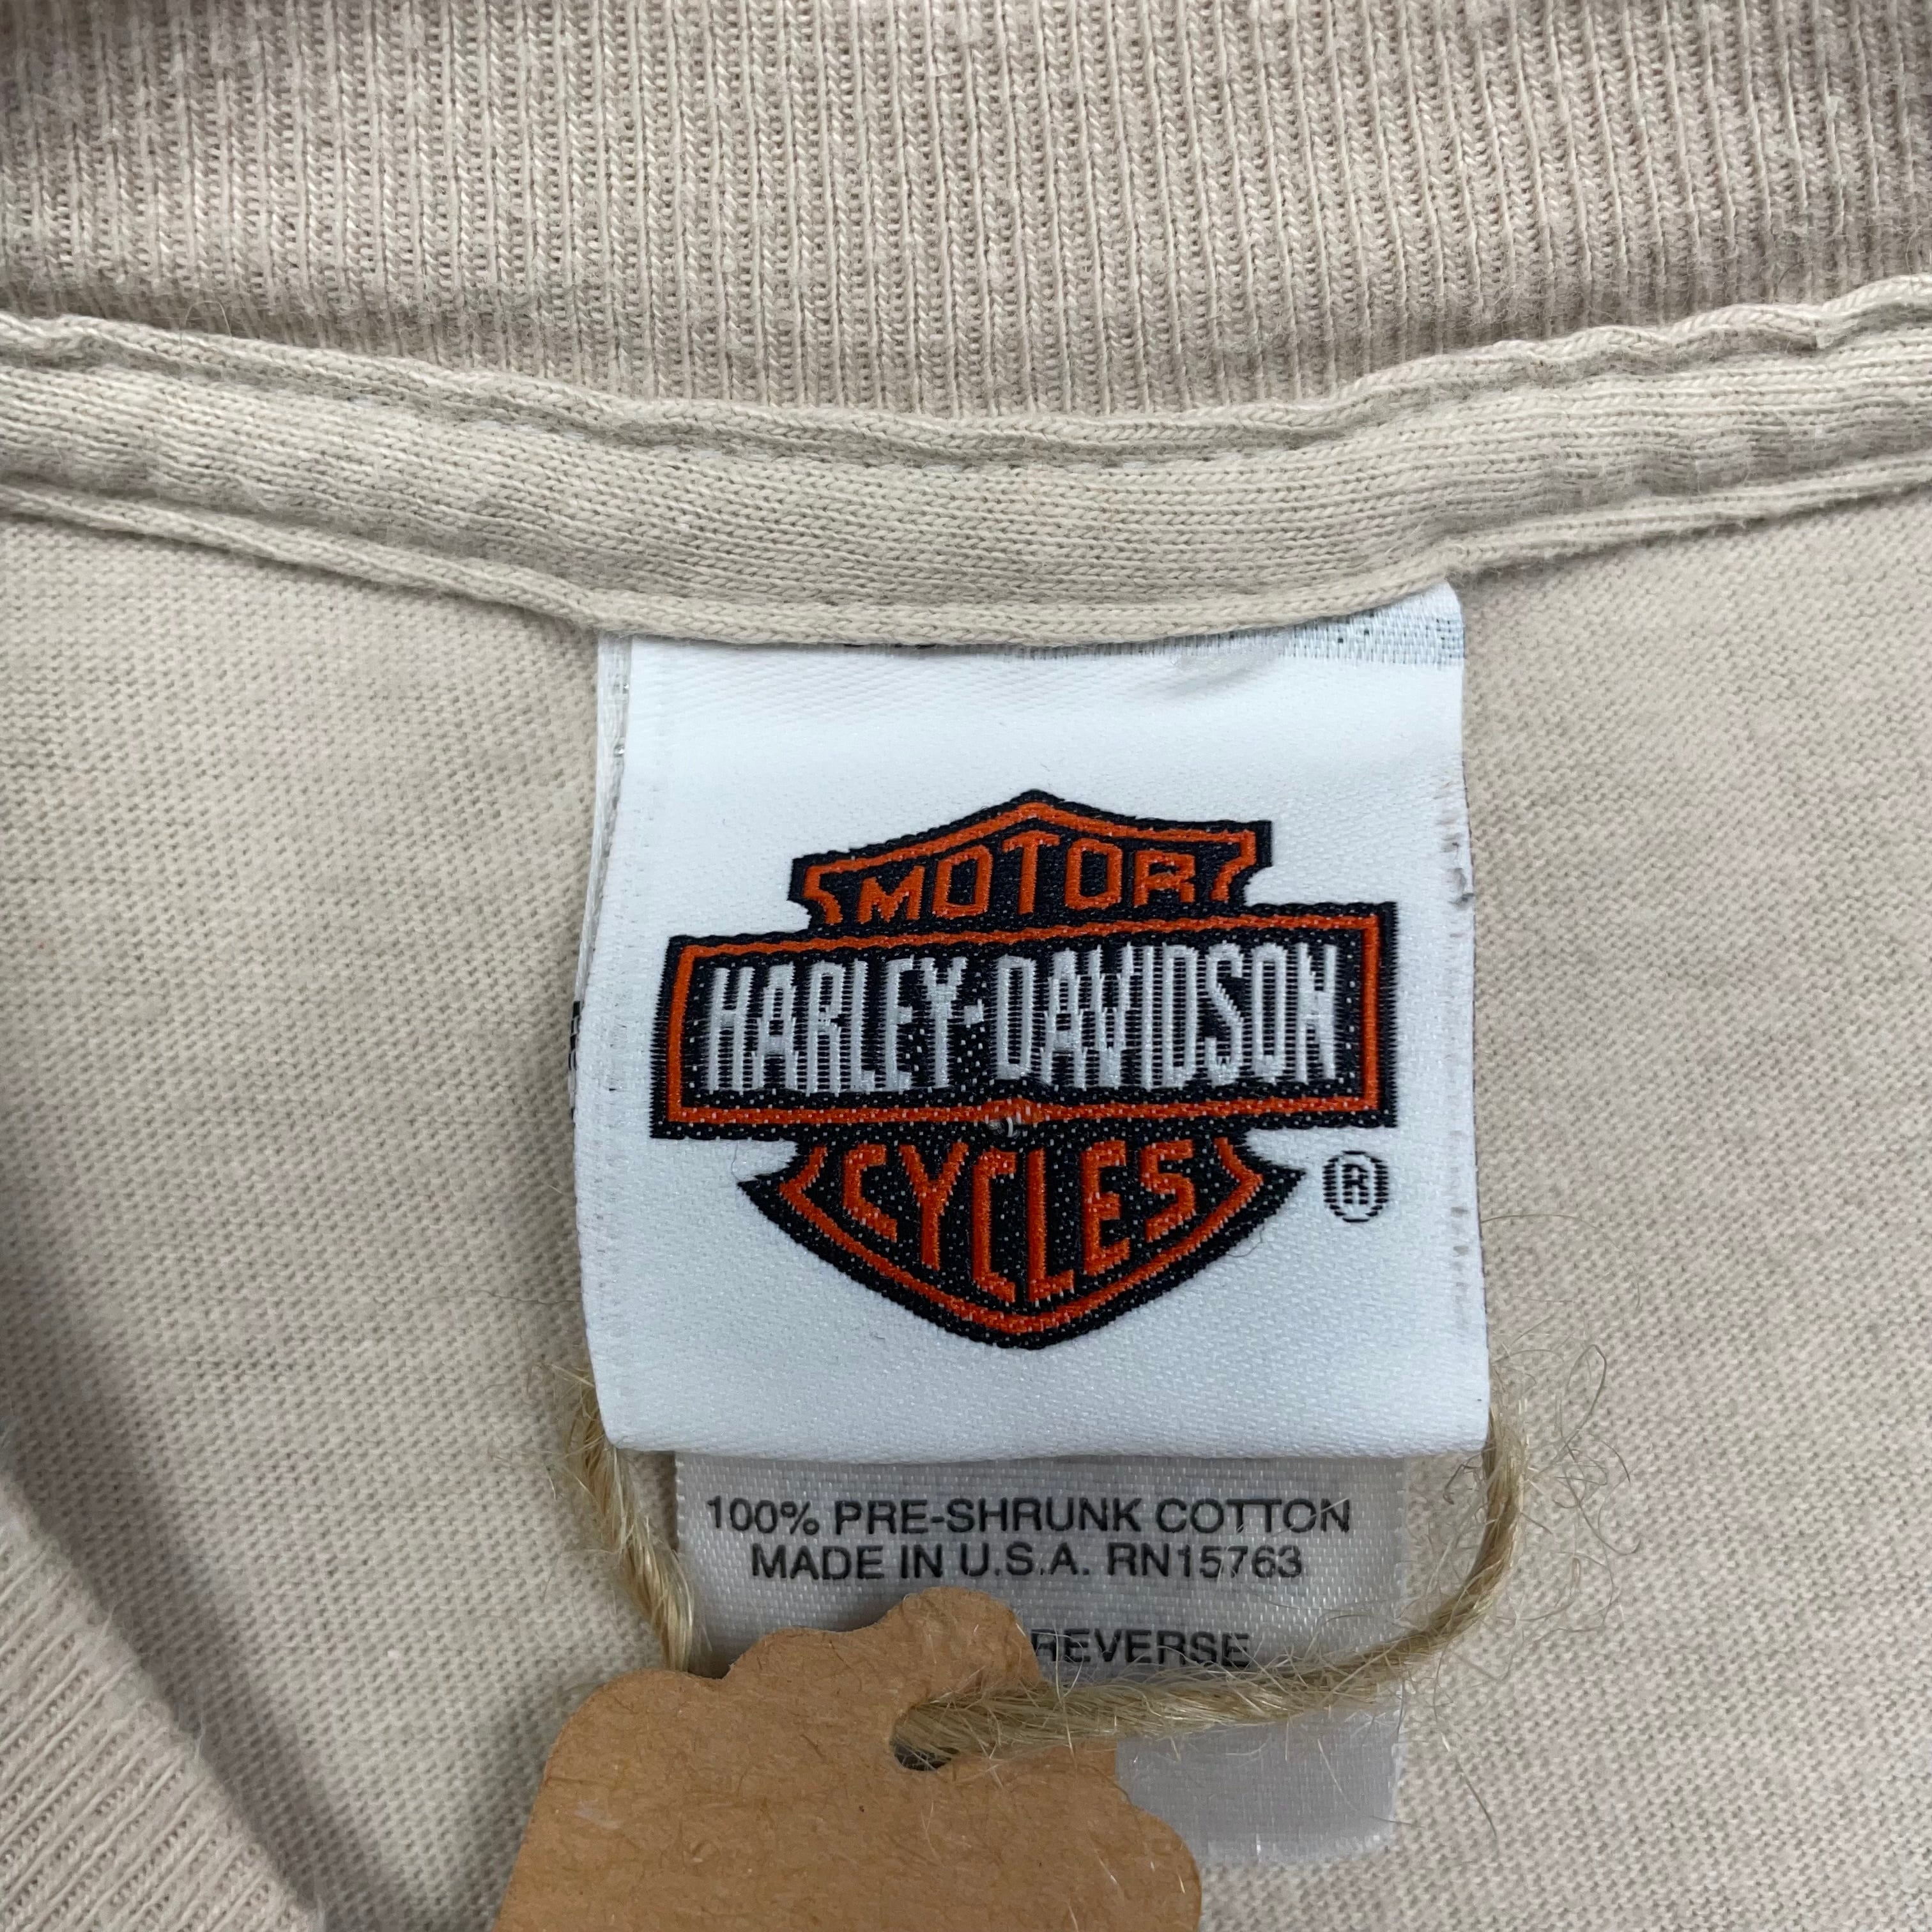 MOTOR
HARLEY-DAVIDSON
CYCLES
®
100% PRE-SHRUNK COTTON
MADE IN U.S.A. RN15763
REVERSE